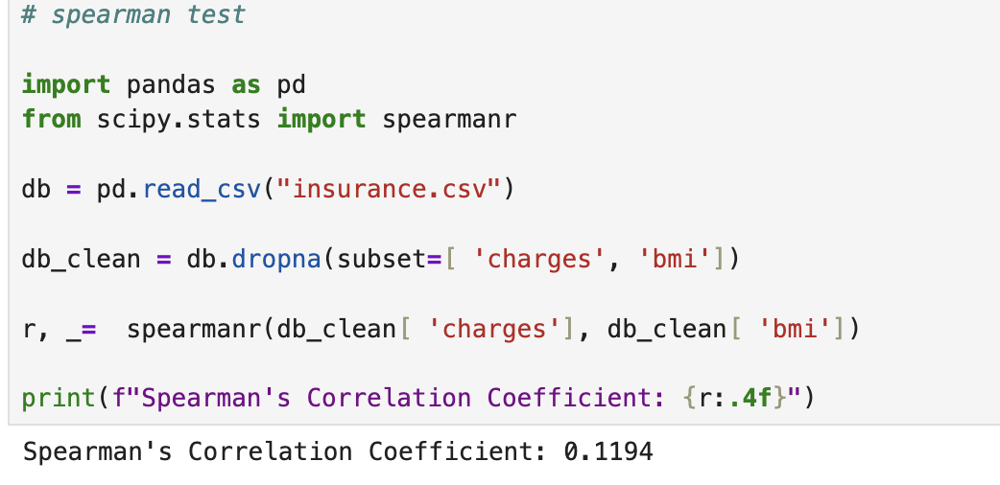 # spearman test
import pandas as pd
from scipy.stats import spearmanr
db = pd.read_csv("insurance.csv")
db_clean = db.dropna(subset=[ 'charges', 'bmi'])
r, _=  spearmanr(db_clean[ 'charges'], db_clean[ 'bmi'])
print(f"Spearman's Correlation Coefficient: {r:.4f}")
Spearman's Correlation Coefficient: 0.1194